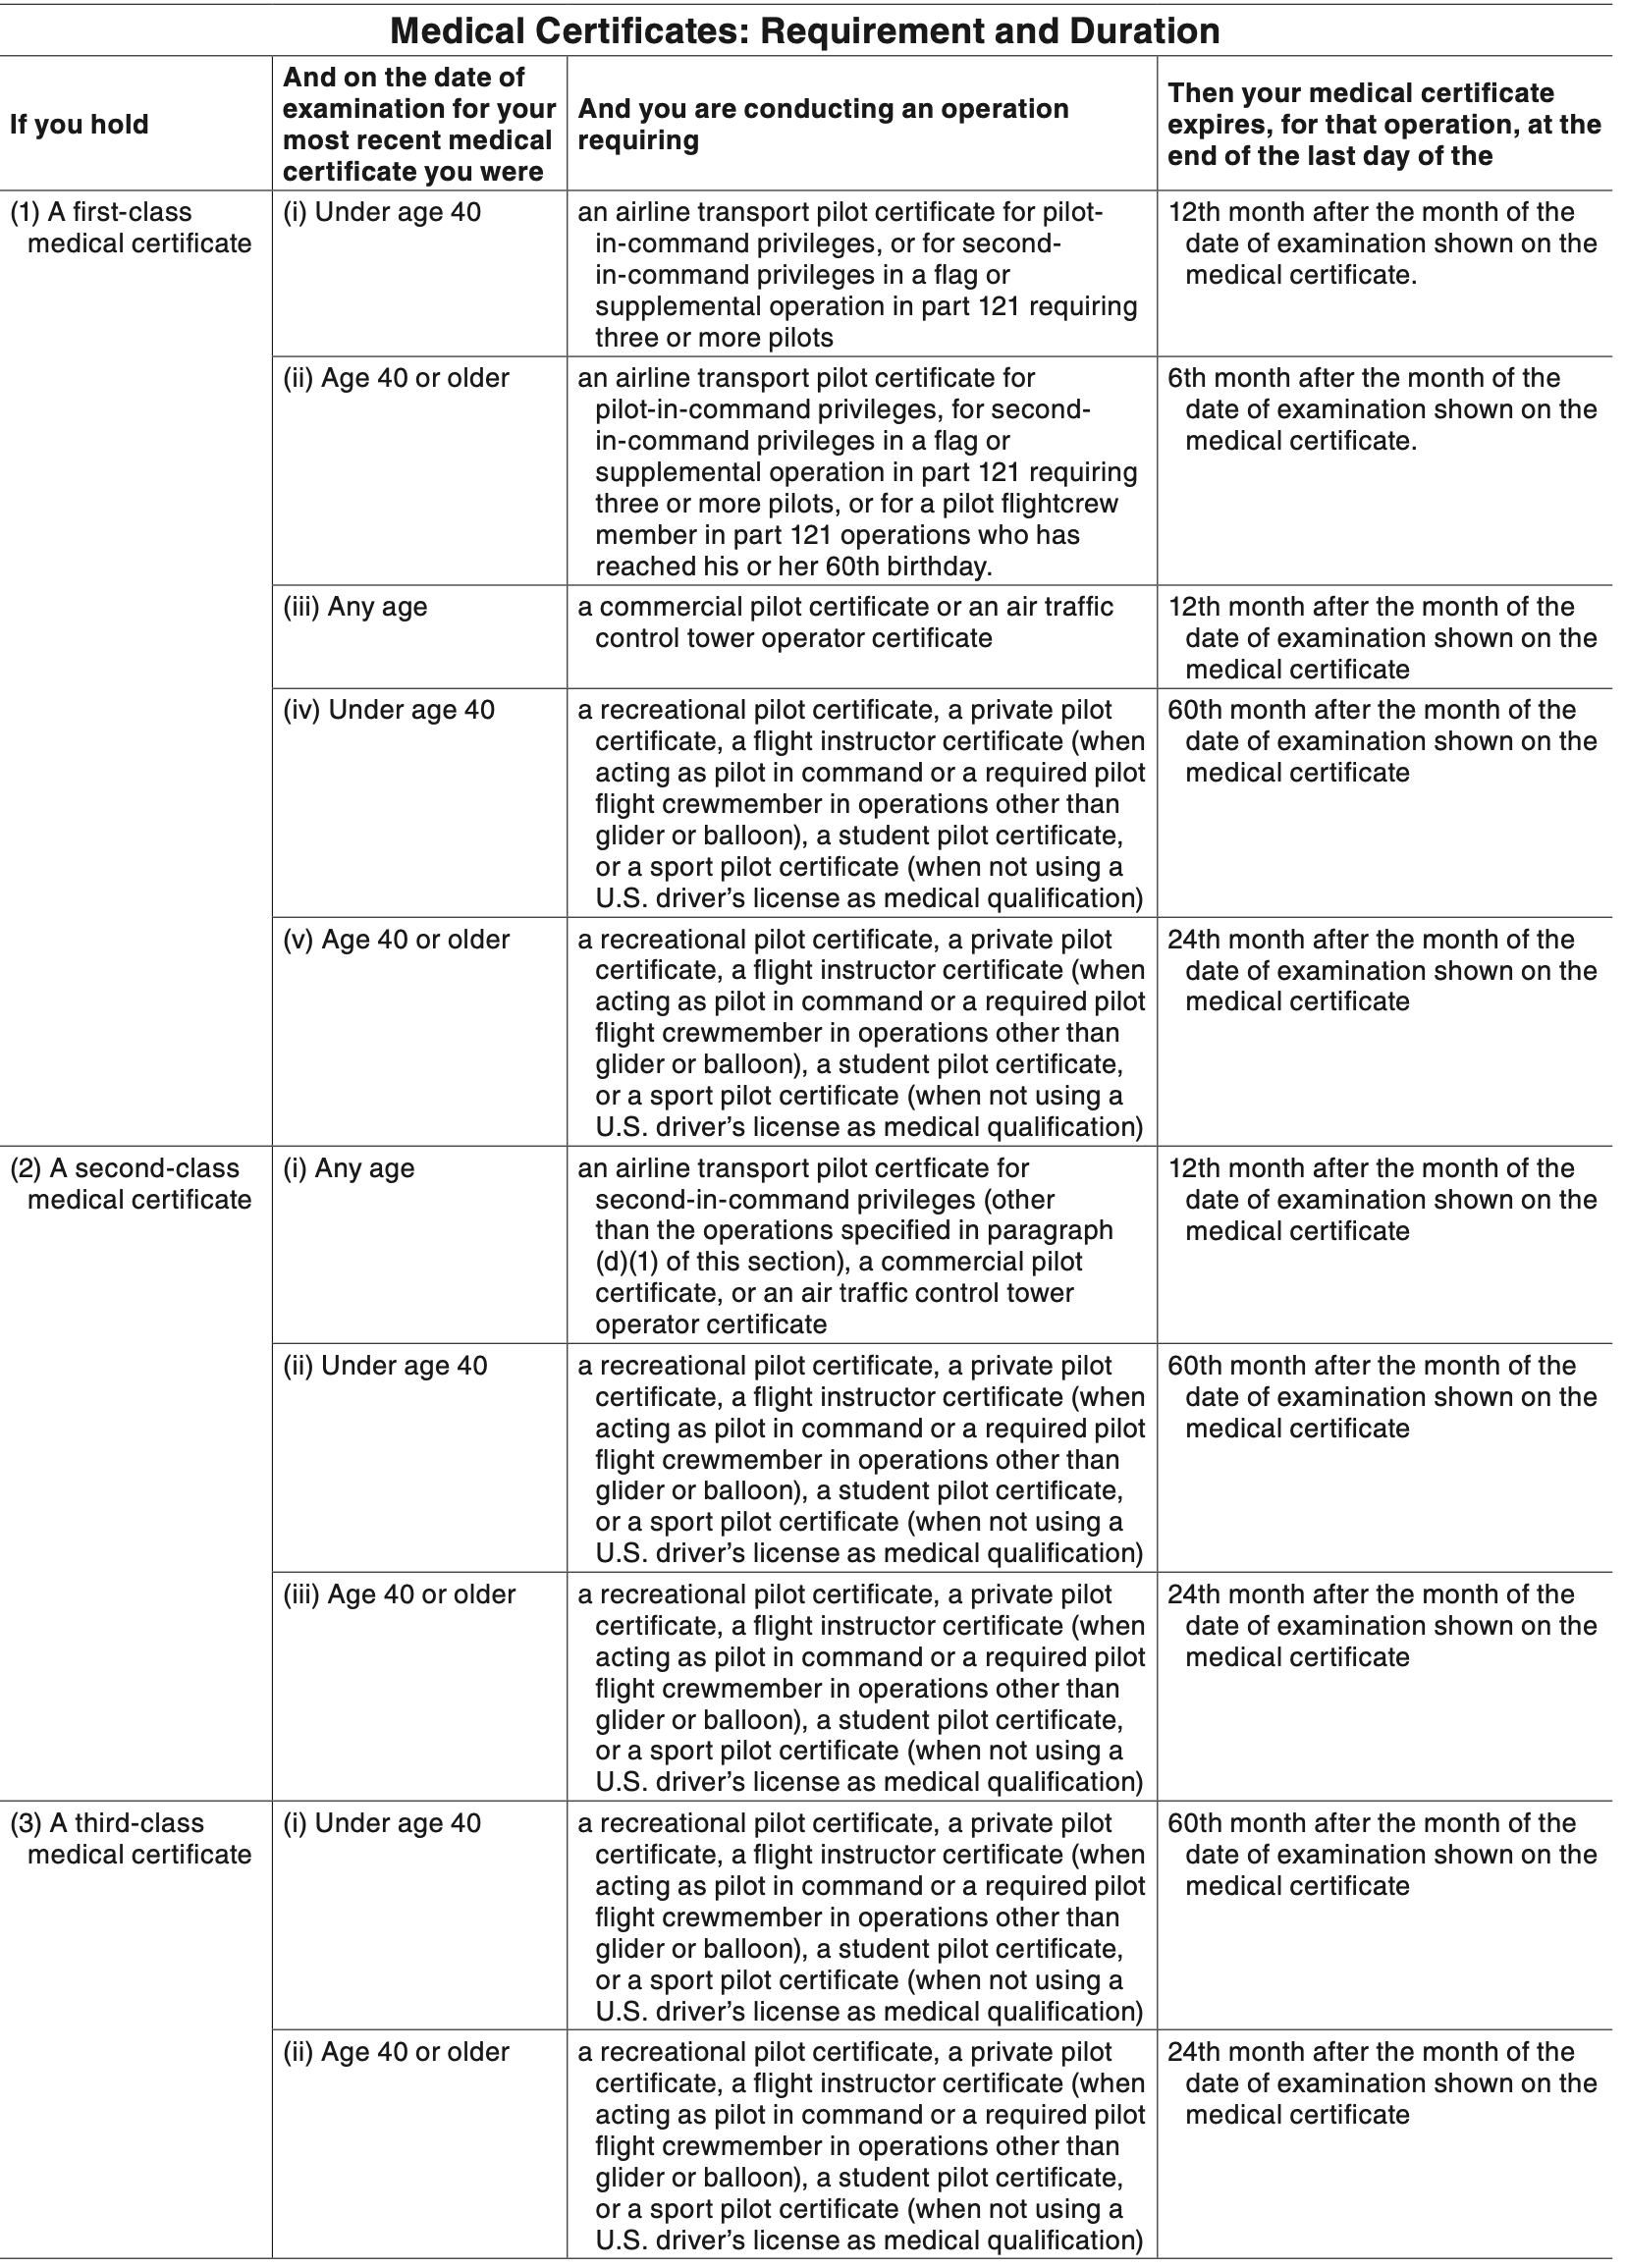 Medical Certificates: Requirement and Duration
If you hold
And on the date of
examination for your
most recent medical
certificate you were
And you are conducting an operation
requiring
Then your medical certificate
expires, for that operation, at the
end of the last day of the
(1) A first-class
medical certificate
(i) Under age 40
an airline transport pilot certificate for pilot-
in-command privileges, or for second-
in-command privileges in a flag or
supplemental operation in part 121 requiring
three or more pilots
12th month after the month of the
date of examination shown on the
medical certificate.
(ii) Age 40 or older
an airline transport pilot certificate for
pilot-in-command privileges, for second-
in-command privileges in a flag or
supplemental operation in part 121 requiring
three or more pilots, or for a pilot flightcrew
member in part 121 operations who has
reached his or her 60th birthday.
6th month after the month of the
date of examination shown on the
medical certificate.
(iii) Any age
a commercial pilot certificate or an air traffic
control tower operator certificate
12th month after the month of the
date of examination shown on the
medical certificate
(iv) Under age 40
a recreational pilot certificate, a private pilot
certificate, a flight instructor certificate (when
acting as pilot in command or a required pilot
flight crewmember in operations other than
glider or balloon), a student pilot certificate,
or a sport pilot certificate (when not using a
U.S. driver’s license as medical qualification)
60th month after the month of the
date of examination shown on the
medical certificate
(v) Age 40 or older
a recreational pilot certificate, a private pilot
certificate, a flight instructor certificate (when
acting as pilot in command or a required pilot
flight crewmember in operations other than
glider or balloon), a student pilot certificate,
or a sport pilot certificate (when not using a
U.S. driver’s license as medical qualification)
24th month after the month of the
date of examination shown on the
medical certificate
(2) A second-class
medical certificate
(i) Any age
an airline transport pilot certficate for
second-in-command privileges (other
than the operations specified in paragraph
(d)(1) of this section), a commercial pilot
certificate, or an air traffic control tower
operator certificate
12th month after the month of the
date of examination shown on the
medical certificate
(ii) Under age 40
a recreational pilot certificate, a private pilot
certificate, a flight instructor certificate (when
acting as pilot in command or a required pilot
flight crewmember in operations other than
glider or balloon), a student pilot certificate,
or a sport pilot certificate (when not using a
U.S. driver’s license as medical qualification)
60th month after the month of the
date of examination shown on the
medical certificate
(iii) Age 40 or older
a recreational pilot certificate, a private pilot
certificate, a flight instructor certificate (when
acting as pilot in command or a required pilot
flight crewmember in operations other than
glider or balloon), a student pilot certificate,
or a sport pilot certificate (when not using a
U.S. driver’s license as medical qualification)
24th month after the month of the
date of examination shown on the
medical certificate
(3) A third-class
medical certificate
(i) Under age 40
a recreational pilot certificate, a private pilot
certificate, a flight instructor certificate (when
acting as pilot in command or a required pilot
flight crewmember in operations other than
glider or balloon), a student pilot certificate,
or a sport pilot certificate (when not using a
U.S. driver’s license as medical qualification)
60th month after the month of the
date of examination shown on the
medical certificate
(ii) Age 40 or older
a recreational pilot certificate, a private pilot
certificate, a flight instructor certificate (when
acting as pilot in command or a required pilot
flight crewmember in operations other than
glider or balloon), a student pilot certificate,
or a sport pilot certificate (when not using a
U.S. driver’s license as medical qualification)
24th month after the month of the
date of examination shown on the
medical certificate